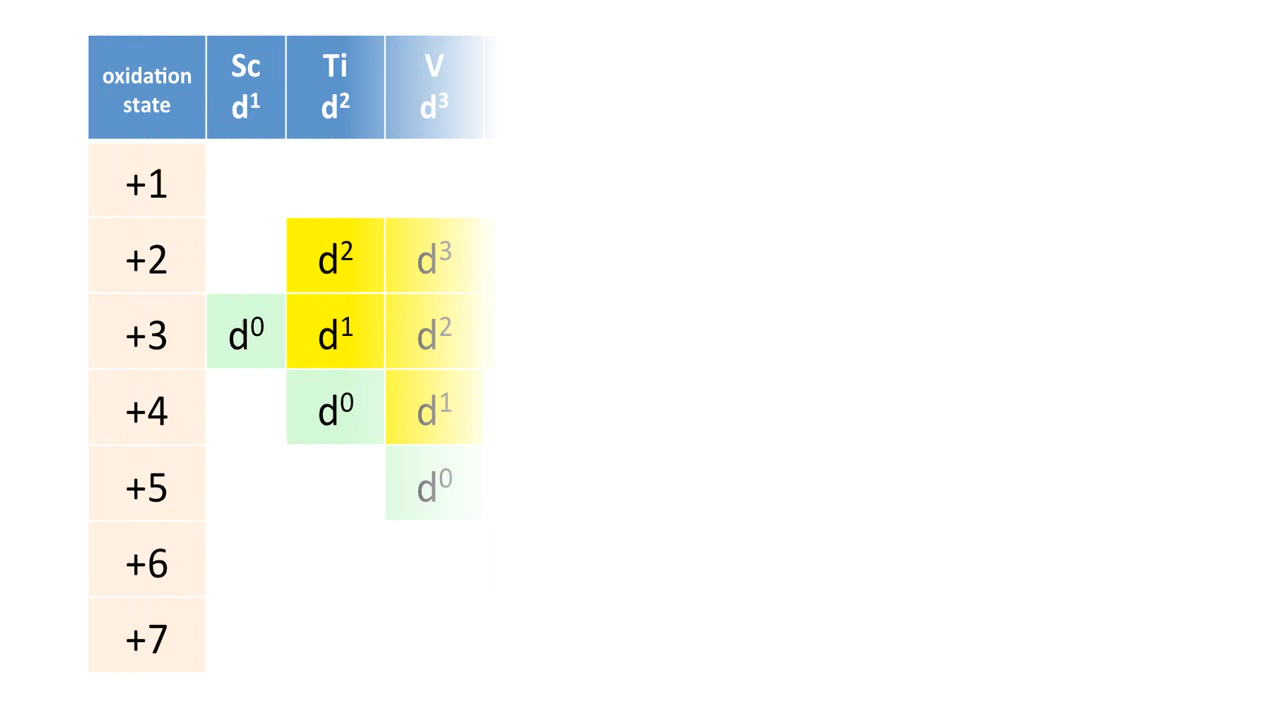 oxidation state Sc d¹ Ti d² V d³
+1
+2 d² d³
+3 d⁰ d¹ d²
+4 d⁰ d¹
+5 d⁰
+6
+7